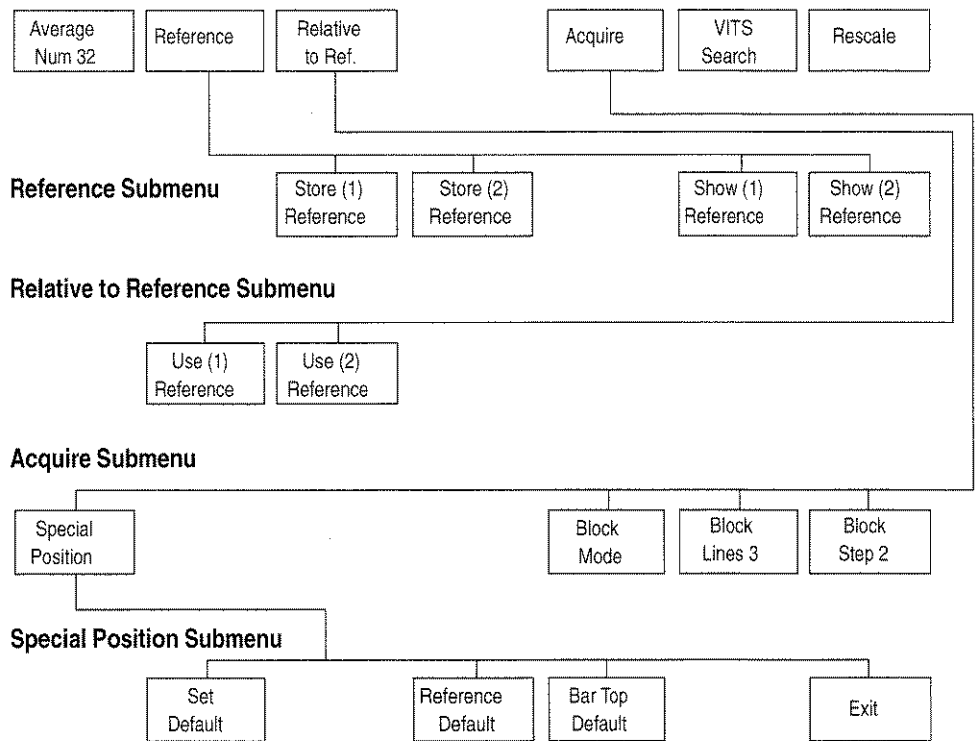 Average
Num 32
Reference
Relative
to Ref.
Acquire
VITS
Search
Rescale
Reference Submenu
Store (1)
Reference
Store (2)
Reference
Show (1)
Reference
Show (2)
Reference
Relative to Reference Submenu
Use (1)
Reference
Use (2)
Reference
Acquire Submenu
Special
Position
Block
Mode
Block
Lines 3
Block
Step 2
Special Position Submenu
Set
Default
Reference
Default
Bar Top
Default
Exit